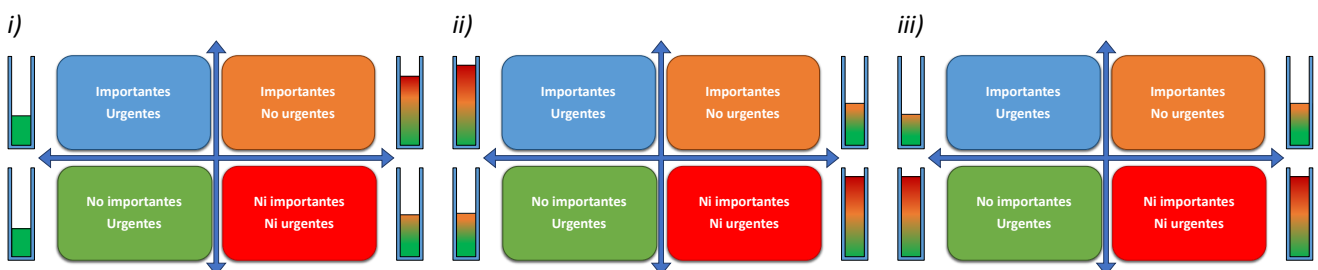 i)
Importantes
Urgentes
Importantes
No urgentes
No importantes
Urgentes
Ni importantes
Ni urgentes
ii)
Importantes
Urgentes
Importantes
No urgentes
No importantes
Urgentes
Ni importantes
Ni urgentes
iii)
Importantes
Urgentes
Importantes
No urgentes
No importantes
Urgentes
Ni importantes
Ni urgentes